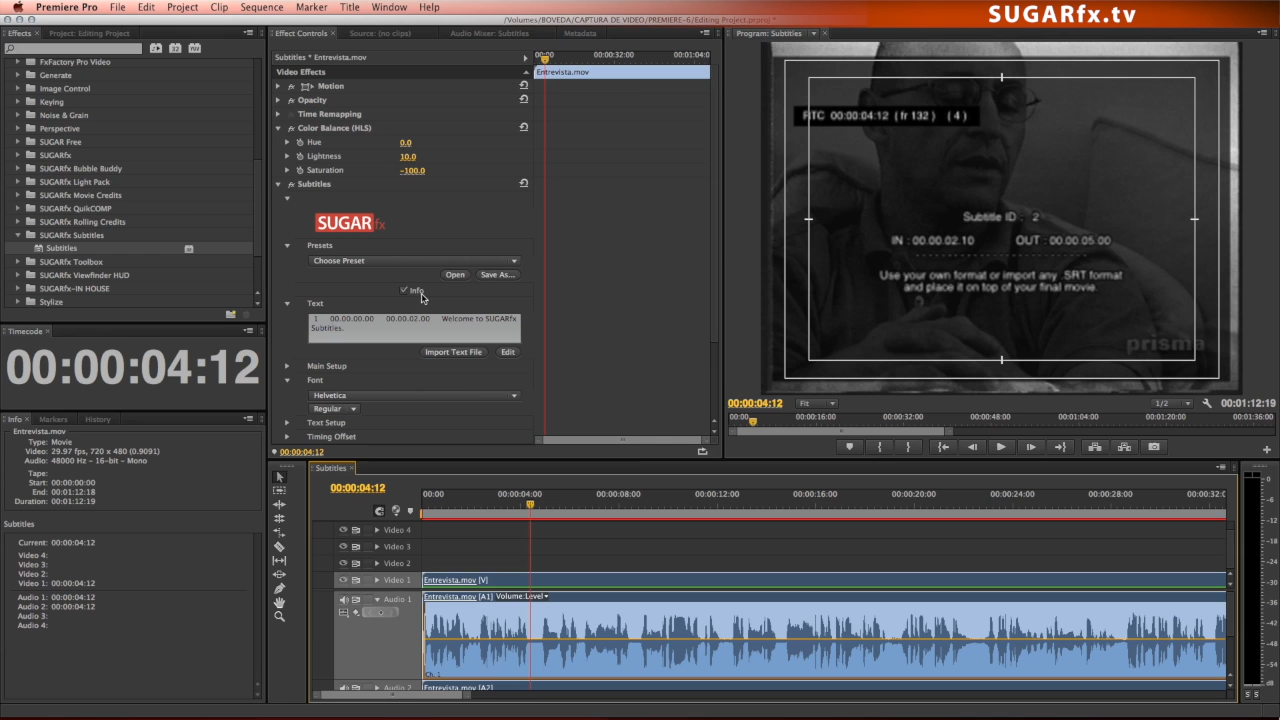 Premiere Pro File Edit Project Clip Sequence Marker Title Window Help
SUGARfx.tv
/Volumes/BOVEDA/CAPTURA DE VIDEO/PREMIERE-6/Editing Project.prproj *
Effects × Project: Editing Project
FxFactory Pro Video
Generate
Image Control
Keying
Noise & Grain
Perspective
SUGAR Free
SUGARfx
SUGARfx Bubble Buddy
SUGARfx Light Pack
SUGARfx Movie Credits
SUGARfx QuikCOMP
SUGARfx Rolling Credits
SUGARfx Subtitles
Subtitles
SUGARfx Toolbox
SUGARfx Viewfinder HUD
SUGARfx-IN HOUSE
Stylize
Timecode ×
00:00:04:12
Info × Markers History
Entrevista.mov
Type: Movie
Video: 29.97 fps, 720 x 480 (0.9091)
Audio: 48000 Hz - 16-bit - Mono
Tape:
Start: 00:00:00:00
End: 00:01:12:18
Duration: 00:01:12:19
Subtitles
Current: 00:00:04:12
Video 4:
Video 3:
Video 2:
Video 1: 00:00:04:12
Audio 1: 00:00:04:12
Audio 2: 00:00:04:12
Audio 3:
Audio 4:
Effect Controls × Source: (no clips) Audio Mixer: Subtitles Metadata
Subtitles * Entrevista.mov
00:00 00:00:32:00 00:01:04:0
Video Effects
Entrevista.mov
fx Motion
fx Opacity
Time Remapping
fx Color Balance (HLS)
Hue 0.0
Lightness 10.0
Saturation -100.0
fx Subtitles
SUGARfx
Presets
Choose Preset
Open Save As...
Info
Text
1 00.00.00.00 00.00.02.00 Welcome to SUGARfx
Subtitles.
Import Text File Edit
Main Setup
Font
Helvetica
Regular
Text Setup
Timing Offset
00:00:04:12
Program: Subtitles ×
RTC 00:00:04:12 ( fr 132 ) ( 4 )
Subtitle ID : 2
IN : 00.00.02.10 OUT : 00.00.05.00
Use your own format or import any .SRT format
and place it on top of your final movie.
prisma
00:00:04:12 Fit 1/2 00:01:12:19
00:00 00:00:16:00 00:00:32:00 00:00:48:00 00:01:04:00 00:01:20:00 00:01:36:00
Subtitles ×
00:00:04:12
00:00 00:00:04:00 00:00:08:00 00:00:12:00 00:00:16:00 00:00:20:00 00:00:24:00 00:00:28:00 00:00:32:0
Video 4
Video 3
Video 2
Video 1 Entrevista.mov [V]
Audio 1 Entrevista.mov [A1] Volume:Level
Ch. 1
Audio 2 Entrevista.mov [A2]
0
-6
-12
-18
-24
-30
-36
-42
-48
-54
dB
S S